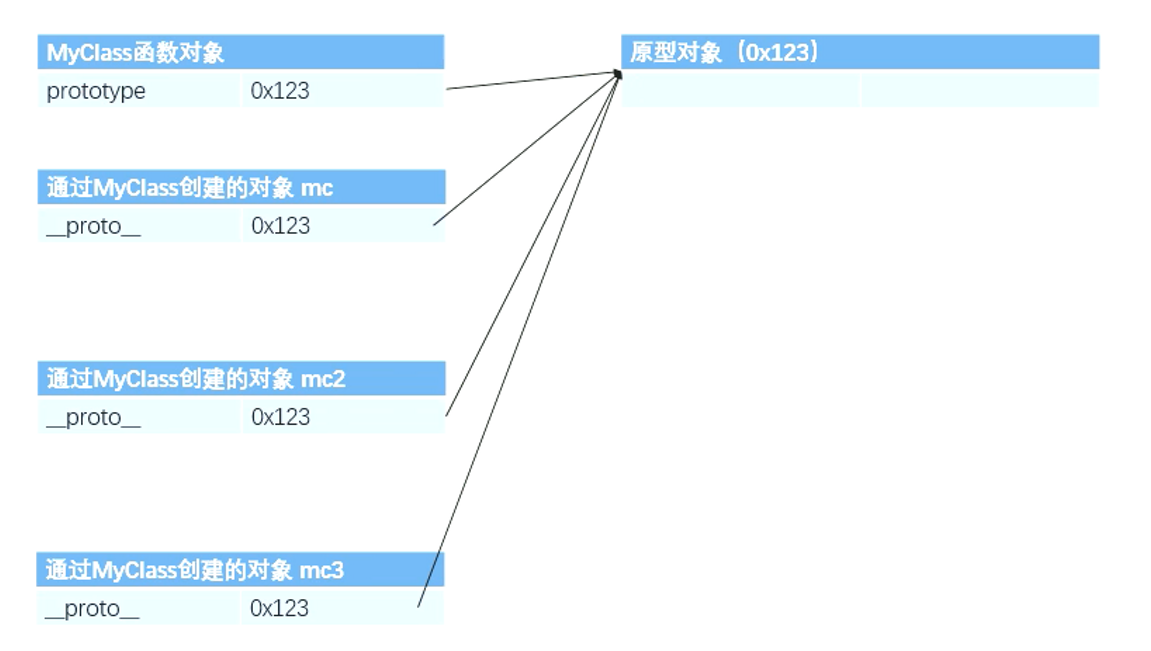 MyClass函数对象
prototype 0x123
原型对象（0x123）
通过MyClass创建的对象 mc
__proto__ 0x123
通过MyClass创建的对象 mc2
__proto__ 0x123
通过MyClass创建的对象 mc3
__proto__ 0x123